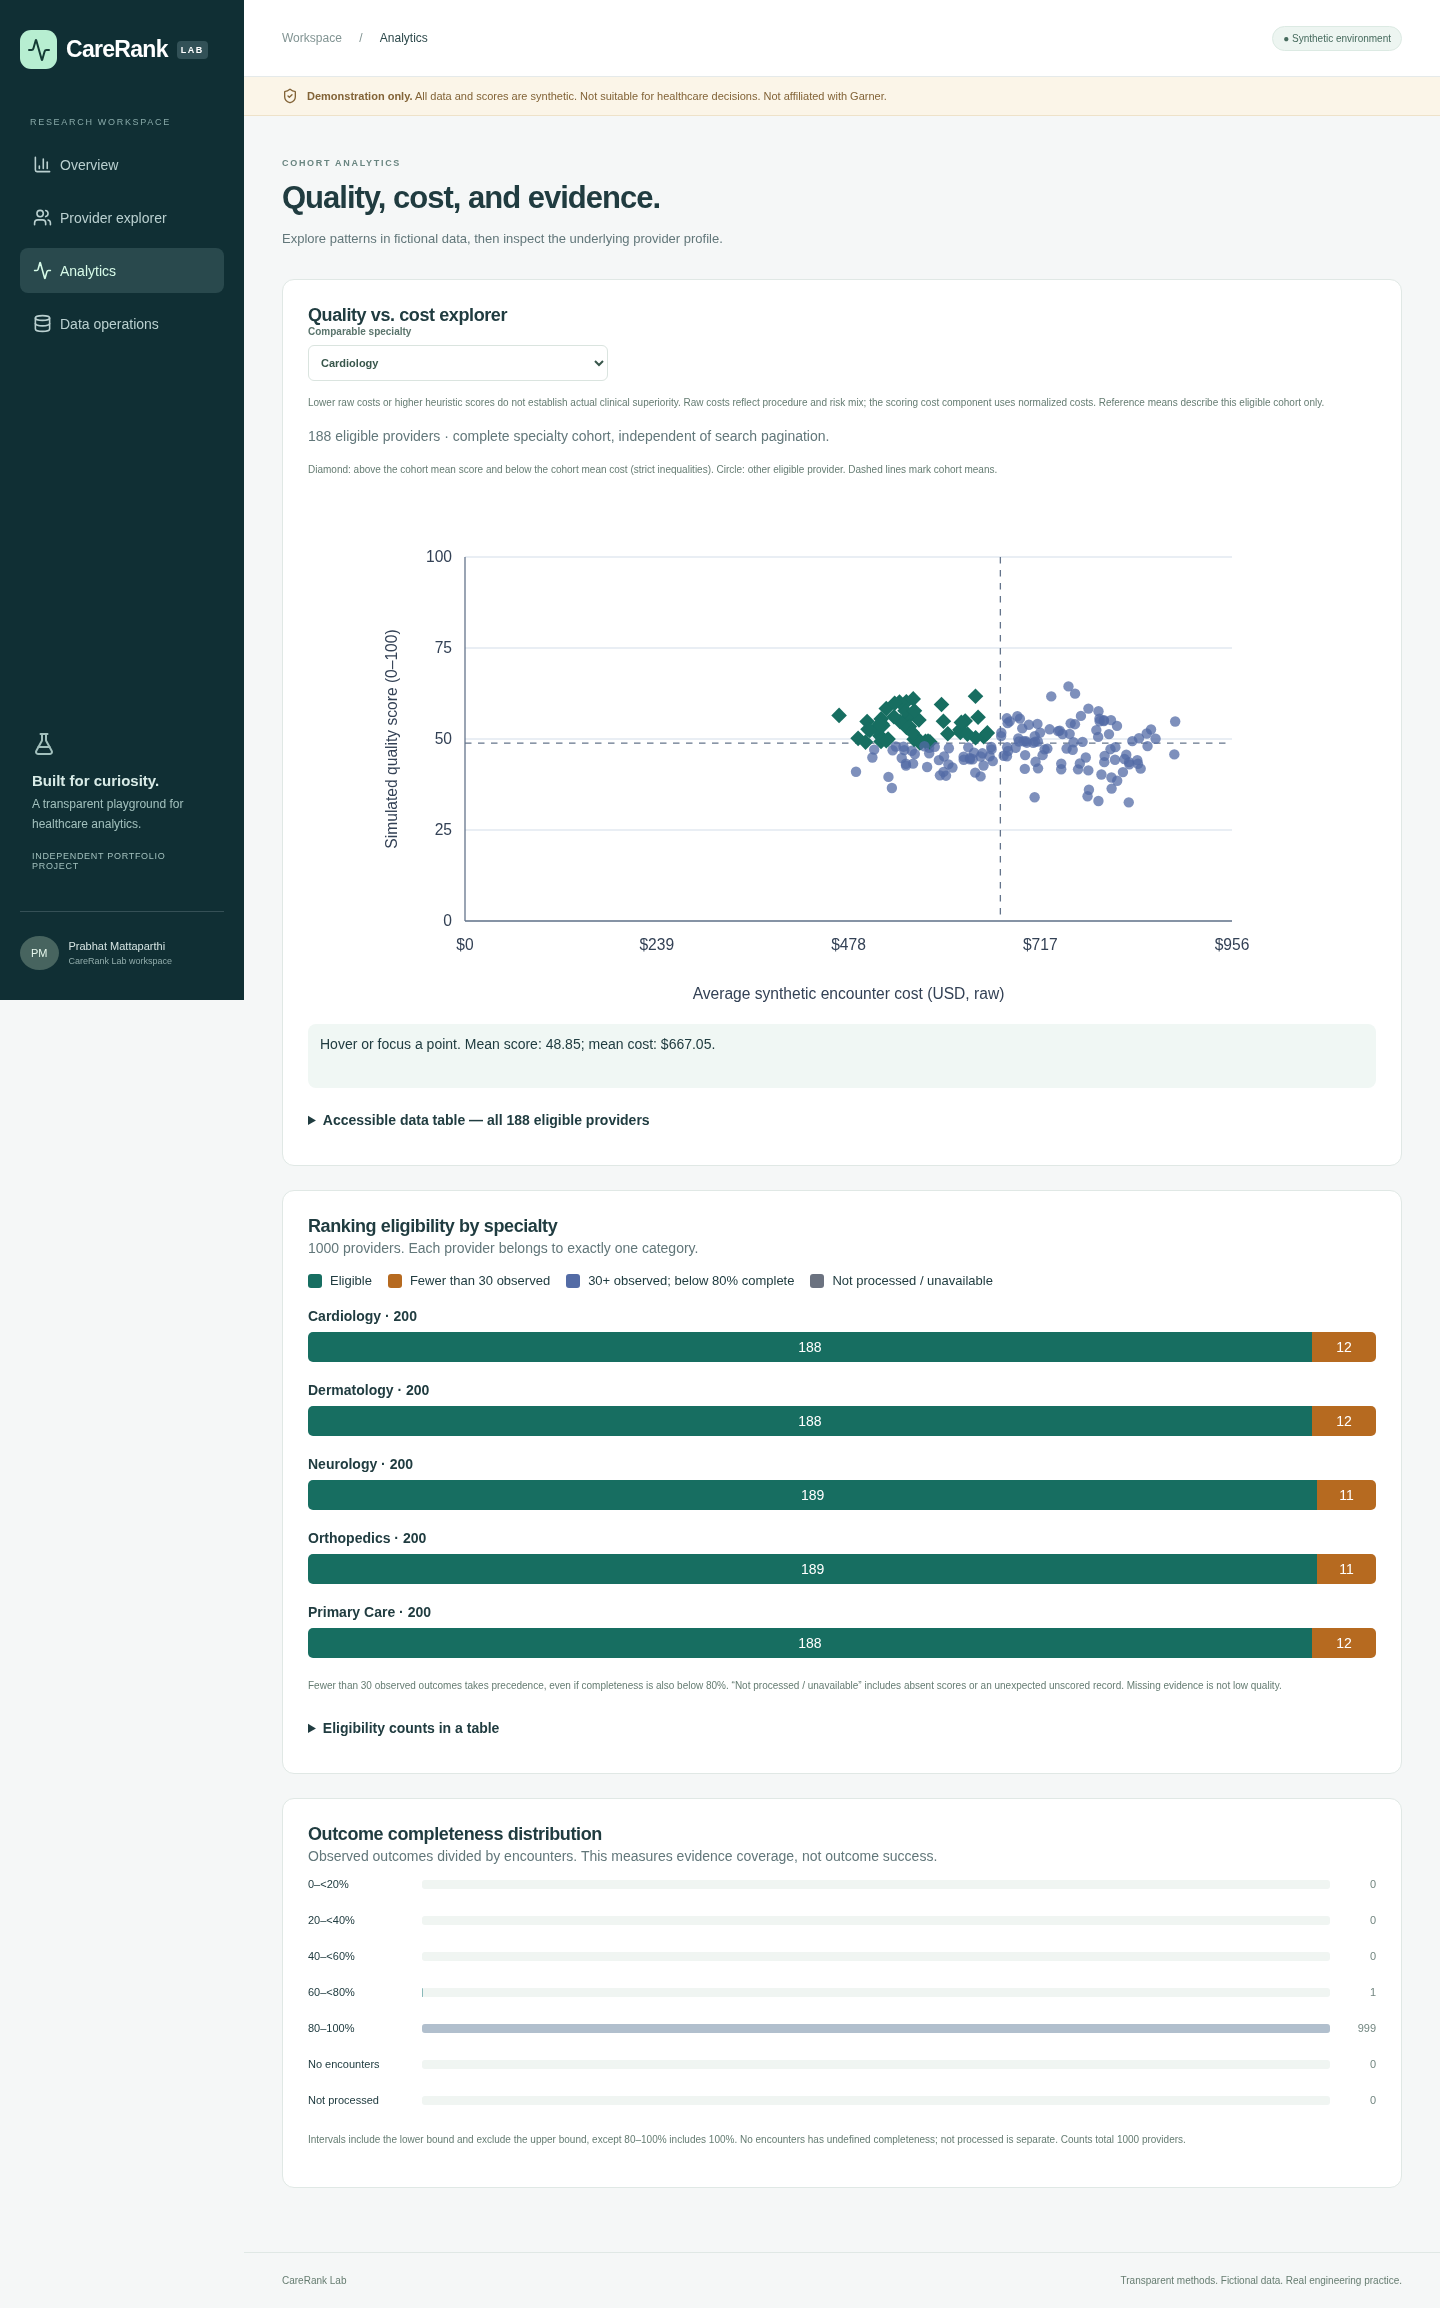 CareRank LAB
RESEARCH WORKSPACE
Overview
Provider explorer
Analytics
Data operations
Built for curiosity.
A transparent playground for
healthcare analytics.
INDEPENDENT PORTFOLIO
PROJECT
PM
Prabhat Mattaparthi
CareRank Lab workspace
Workspace / Analytics
● Synthetic environment
Demonstration only. All data and scores are synthetic. Not suitable for healthcare decisions. Not affiliated with Garner.
COHORT ANALYTICS
Quality, cost, and evidence.
Explore patterns in fictional data, then inspect the underlying provider profile.
Quality vs. cost explorer
Comparable specialty
Cardiology
Lower raw costs or higher heuristic scores do not establish actual clinical superiority. Raw costs reflect procedure and risk mix; the scoring cost component uses normalized costs. Reference means describe this eligible cohort only.
188 eligible providers · complete specialty cohort, independent of search pagination.
Diamond: above the cohort mean score and below the cohort mean cost (strict inequalities). Circle: other eligible provider. Dashed lines mark cohort means.
Simulated quality score (0–100)
100
75
50
25
0
$0 $239 $478 $717 $956
Average synthetic encounter cost (USD, raw)
Hover or focus a point. Mean score: 48.85; mean cost: $667.05.
▶ Accessible data table — all 188 eligible providers
Ranking eligibility by specialty
1000 providers. Each provider belongs to exactly one category.
Eligible Fewer than 30 observed 30+ observed; below 80% complete Not processed / unavailable
Cardiology · 200
188 12
Dermatology · 200
188 12
Neurology · 200
189 11
Orthopedics · 200
189 11
Primary Care · 200
188 12
Fewer than 30 observed outcomes takes precedence, even if completeness is also below 80%. “Not processed / unavailable” includes absent scores or an unexpected unscored record. Missing evidence is not low quality.
▶ Eligibility counts in a table
Outcome completeness distribution
Observed outcomes divided by encounters. This measures evidence coverage, not outcome success.
0–<20% 0
20–<40% 0
40–<60% 0
60–<80% 1
80–100% 999
No encounters 0
Not processed 0
Intervals include the lower bound and exclude the upper bound, except 80–100% includes 100%. No encounters has undefined completeness; not processed is separate. Counts total 1000 providers.
CareRank Lab
Transparent methods. Fictional data. Real engineering practice.